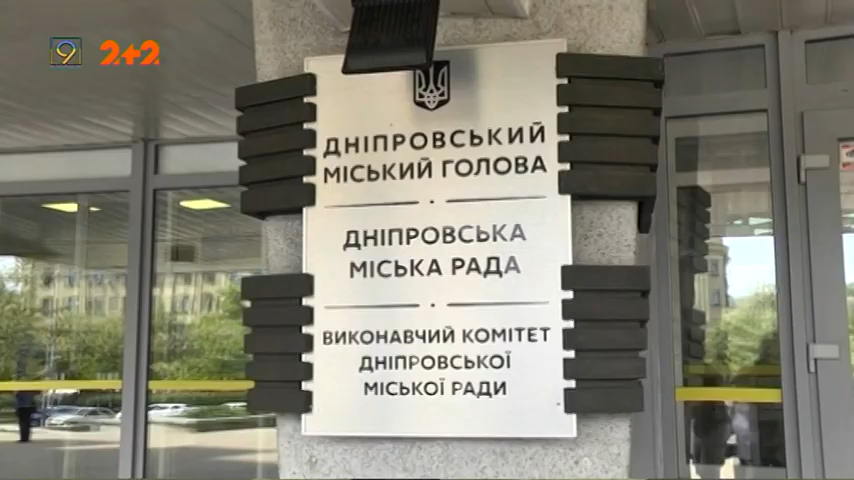 9 2+2
ДНІПРОВСЬКИЙ
МІСЬКИЙ ГОЛОВА
ДНІПРОВСЬКА
МІСЬКА РАДА
ВИКОНАВЧИЙ КОМІТЕТ
ДНІПРОВСЬКОЇ
МІСЬКОЇ РАДИ